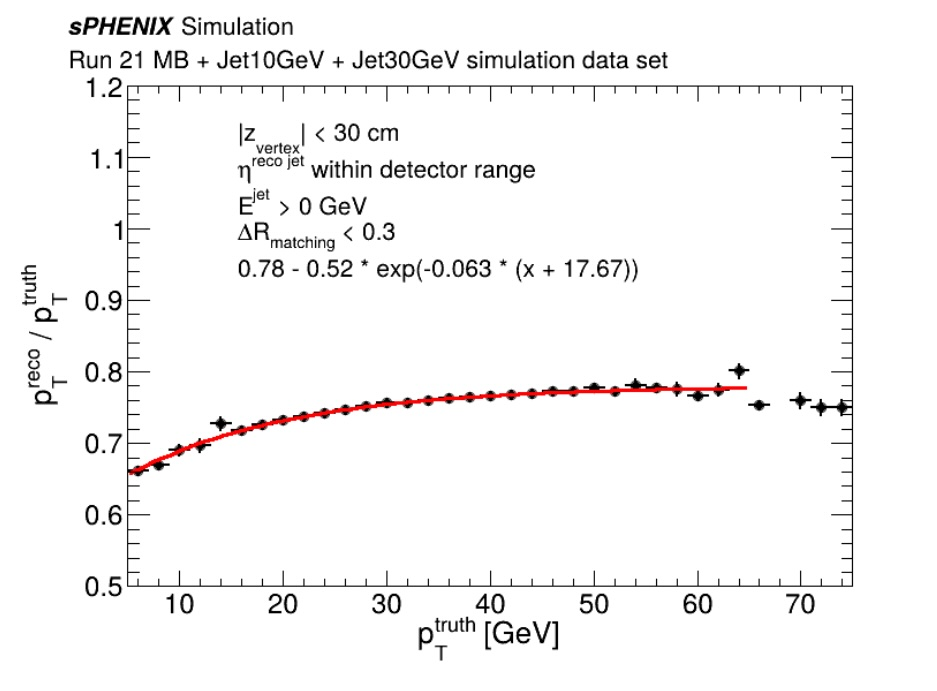 sPHENIX Simulation
Run 21 MB + Jet10GeV + Jet30GeV simulation data set
|z_vertex| < 30 cm
η^reco jet within detector range
E^jet > 0 GeV
ΔR_matching < 0.3
0.78 - 0.52 * exp(-0.063 * (x + 17.67))
p_T^reco / p_T^truth
1.2
1.1
1
0.9
0.8
0.7
0.6
0.5
10 20 30 40 50 60 70
p_T^truth [GeV]